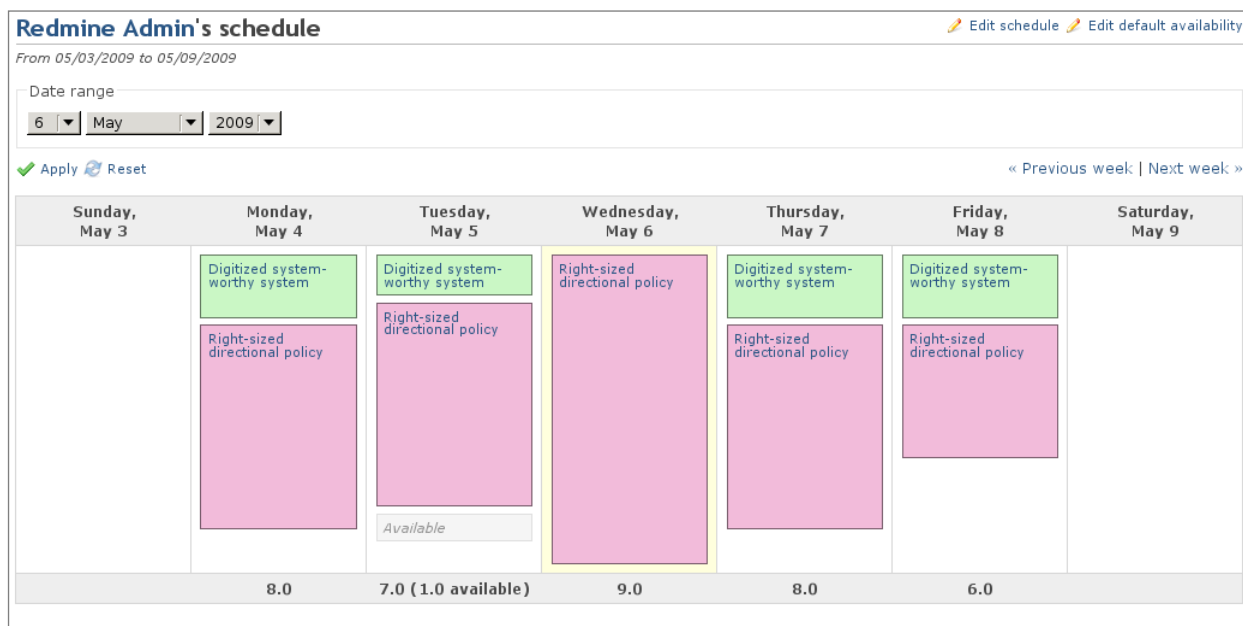 Redmine Admin's schedule
Edit schedule Edit default availability
From 05/03/2009 to 05/09/2009
Date range
6 May 2009
Apply Reset
« Previous week | Next week »
Sunday, Monday, Tuesday, Wednesday, Thursday, Friday, Saturday,
May 3 May 4 May 5 May 6 May 7 May 8 May 9
Digitized system-
worthy system
Right-sized
directional policy
Digitized system-
worthy system
Right-sized
directional policy
Available
Right-sized
directional policy
Digitized system-
worthy system
Right-sized
directional policy
Digitized system-
worthy system
Right-sized
directional policy
8.0 7.0 (1.0 available) 9.0 8.0 6.0